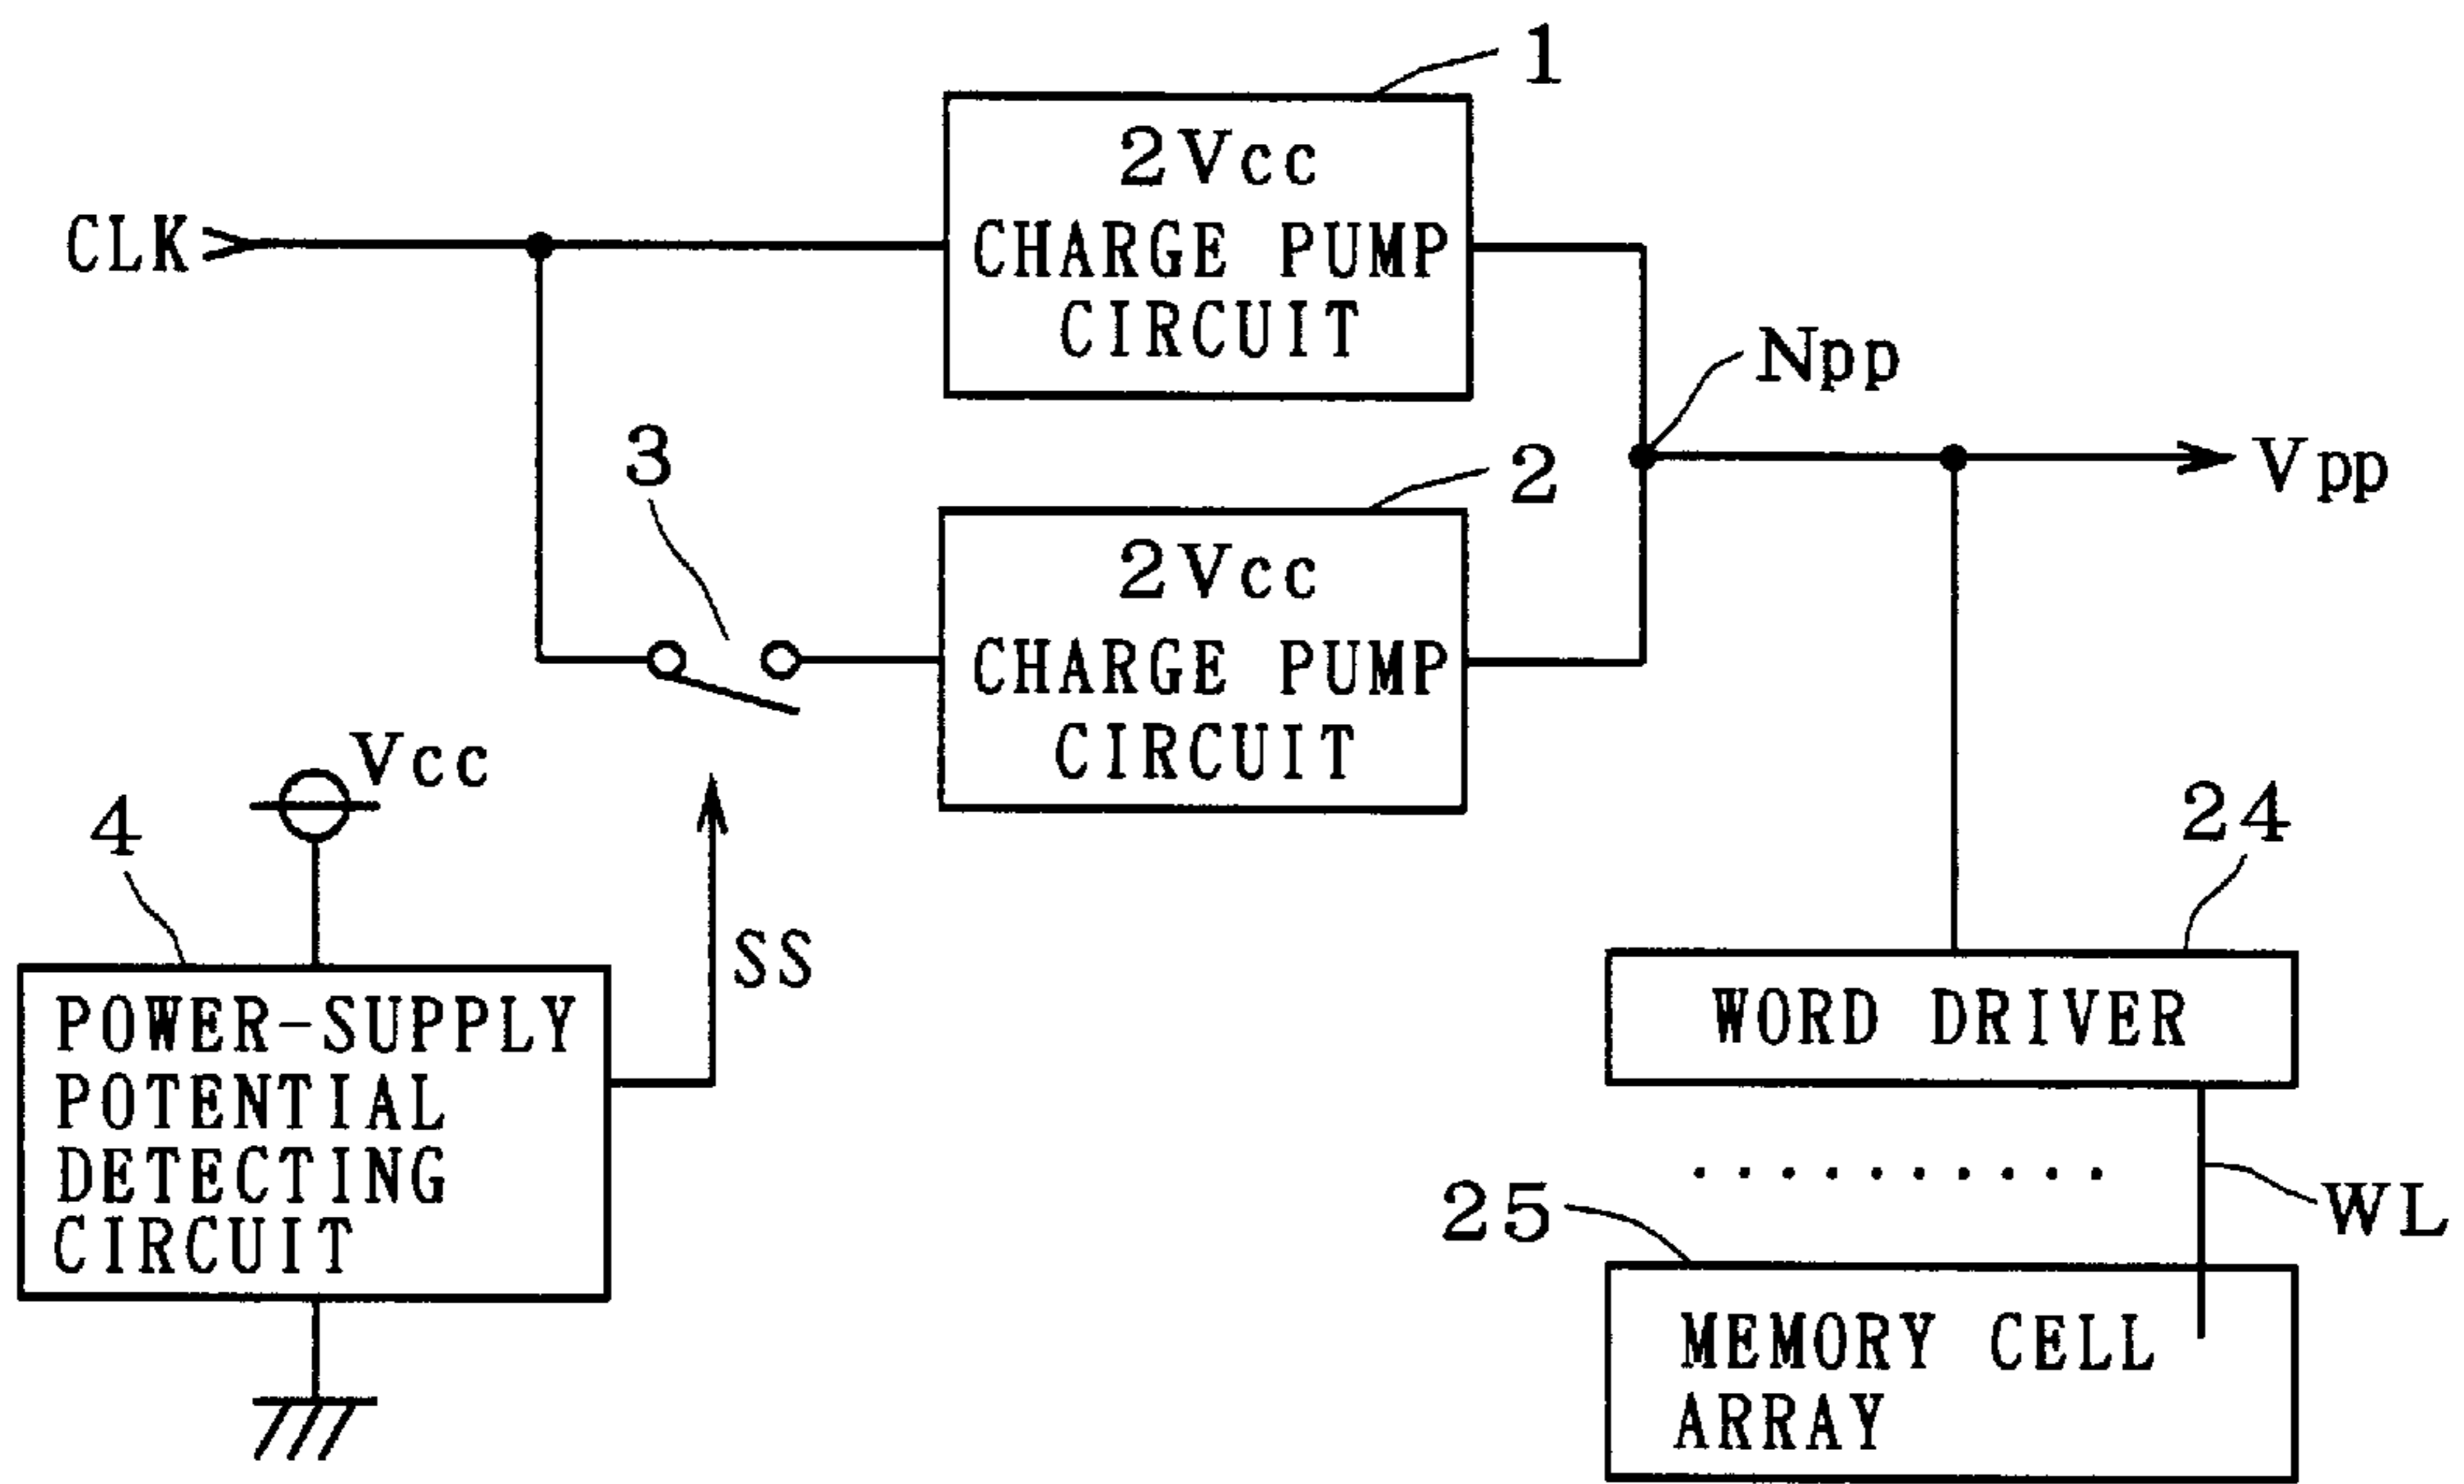 1
2Vcc
CHARGE PUMP
CIRCUIT
CLK
Npp
Vpp
3
2
2Vcc
CHARGE PUMP
CIRCUIT
Vcc
4
SS
POWER-SUPPLY
POTENTIAL
DETECTING
CIRCUIT
24
WORD DRIVER
WL
25
MEMORY CELL
ARRAY